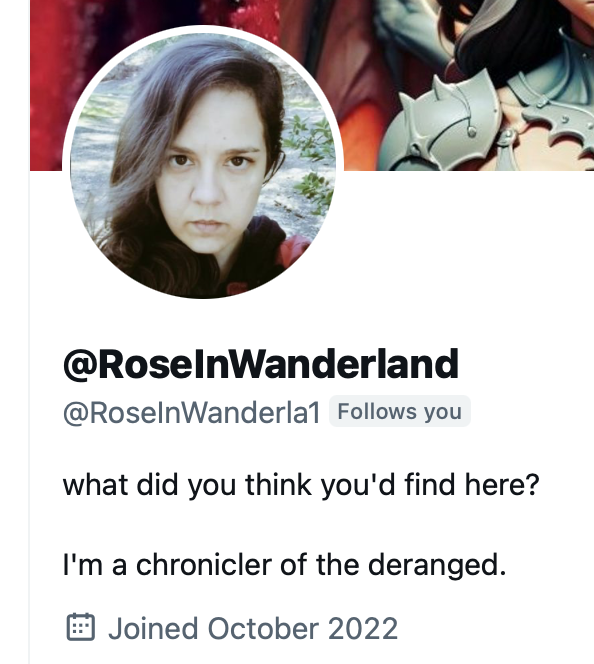 @RoseInWanderland
@RoseInWanderla1 Follows you
what did you think you'd find here?
I'm a chronicler of the deranged.
Joined October 2022